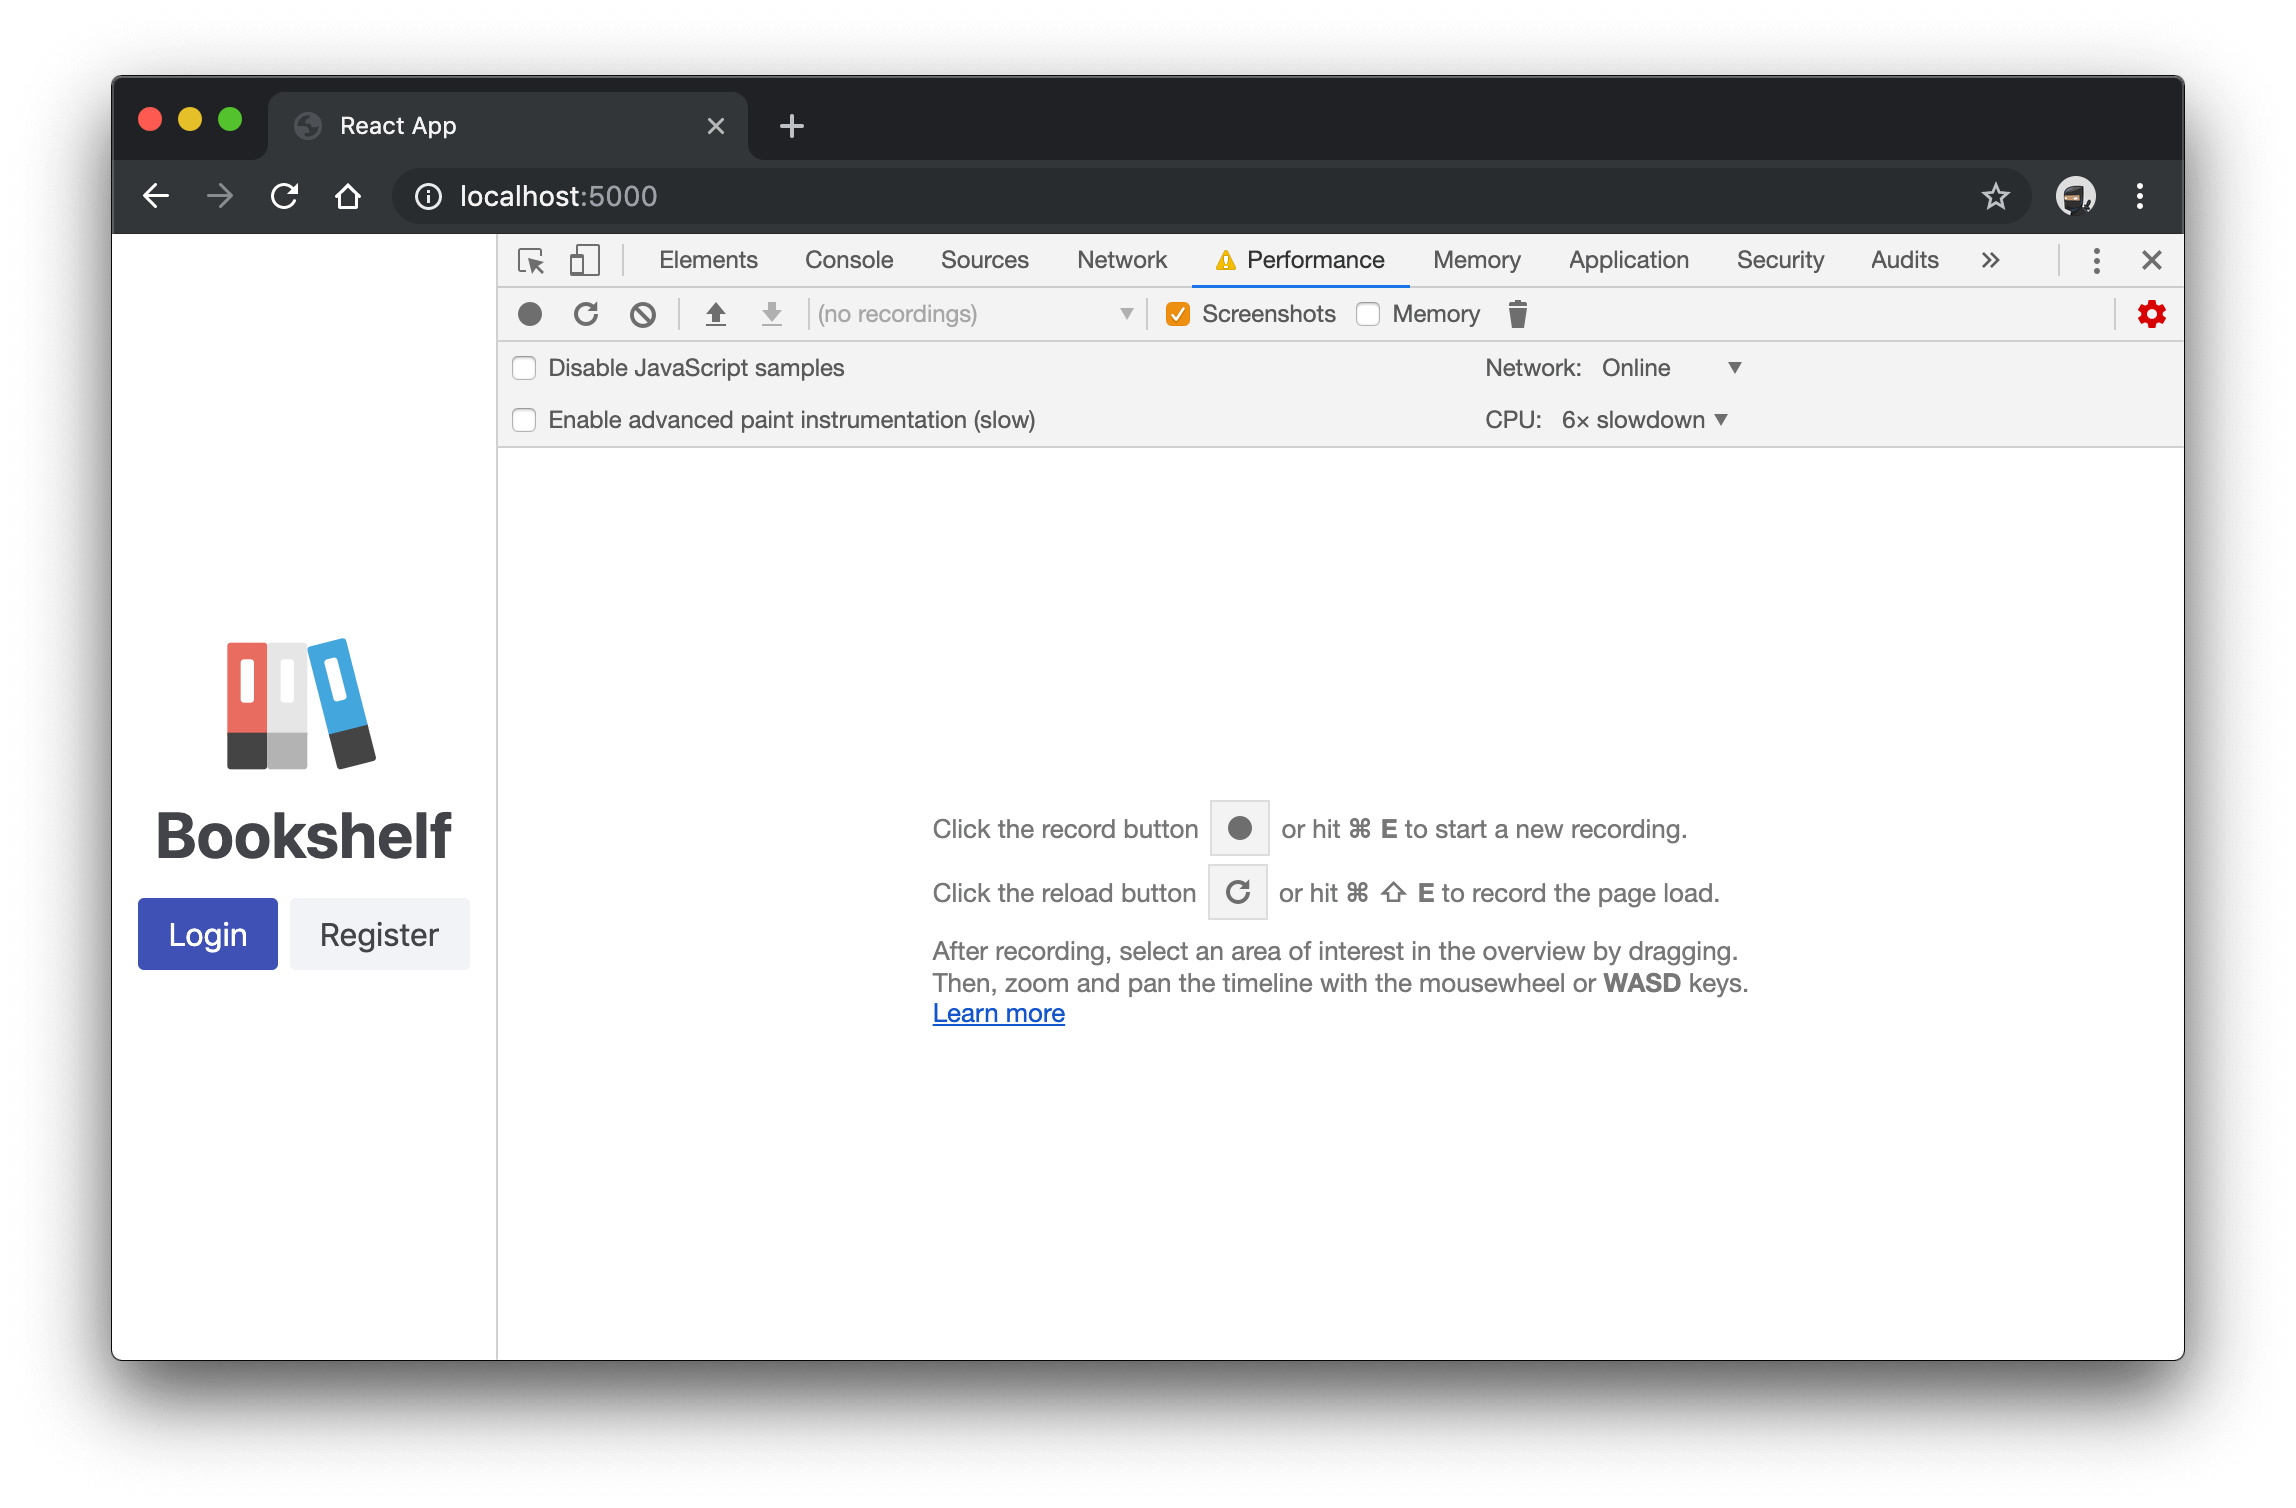 React App
localhost:5000
Elements Console Sources Network Performance Memory Application Security Audits
(no recordings) Screenshots Memory
Disable JavaScript samples Network: Online
Enable advanced paint instrumentation (slow) CPU: 6× slowdown
Bookshelf
Login Register
Click the record button or hit ⌘ E to start a new recording.
Click the reload button or hit ⌘ ⇧ E to record the page load.
After recording, select an area of interest in the overview by dragging.
Then, zoom and pan the timeline with the mousewheel or WASD keys.
Learn more